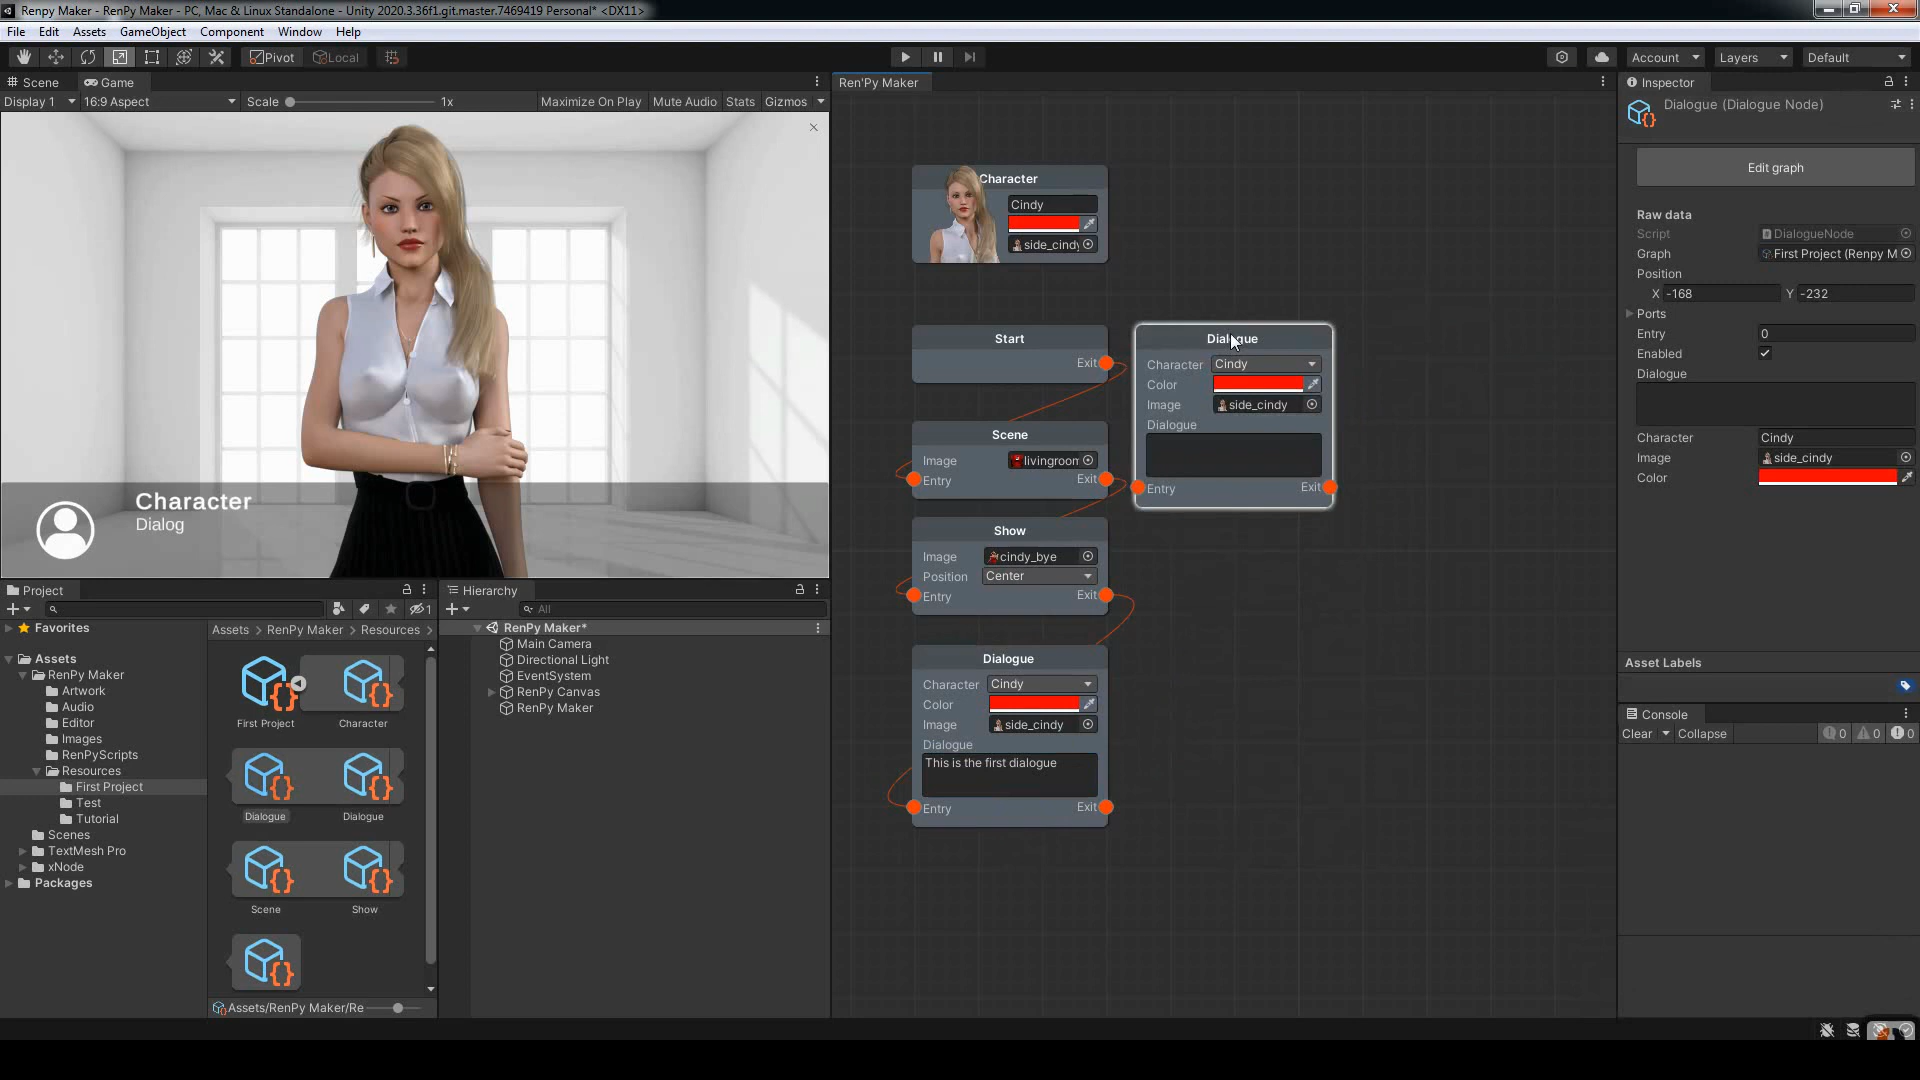 Renpy Maker - RenPy Maker - PC, Mac & Linux Standalone - Unity 2020.3.36f1.git.master.7469419 Personal* <DX11>
File Edit Assets GameObject Component Window Help
Pivot Local Account Layers Default
Scene Game
Display 1 16:9 Aspect Scale 1x Maximize On Play Mute Audio Stats Gizmos
Character
Dialog
Ren'Py Maker
Character
Cindy
side_cindy
Start
Exit
Scene
Image livingroom
Entry Exit
Show
Image cindy_bye
Position Center
Entry Exit
Dialogue
Character Cindy
Color
Image side_cindy
Dialogue
This is the first dialogue
Entry Exit
Dialogue
Character Cindy
Color
Image side_cindy
Dialogue
Entry Exit
Inspector
Dialogue (Dialogue Node)
Edit graph
Raw data
Script DialogueNode
Graph First Project (Renpy M
Position
X -168 Y -232
Ports
Entry 0
Enabled
Dialogue
Character Cindy
Image side_cindy
Color
Asset Labels
Console
Clear Collapse 0 0 0
Project
1
Favorites
Assets
RenPy Maker
Artwork
Audio
Editor
Images
RenPyScripts
Resources
First Project
Test
Tutorial
Scenes
TextMesh Pro
xNode
Packages
Assets > RenPy Maker > Resources >
First Project Character
Dialogue Dialogue
Scene Show
Assets/RenPy Maker/Re
Hierarchy
All
RenPy Maker*
Main Camera
Directional Light
EventSystem
RenPy Canvas
RenPy Maker